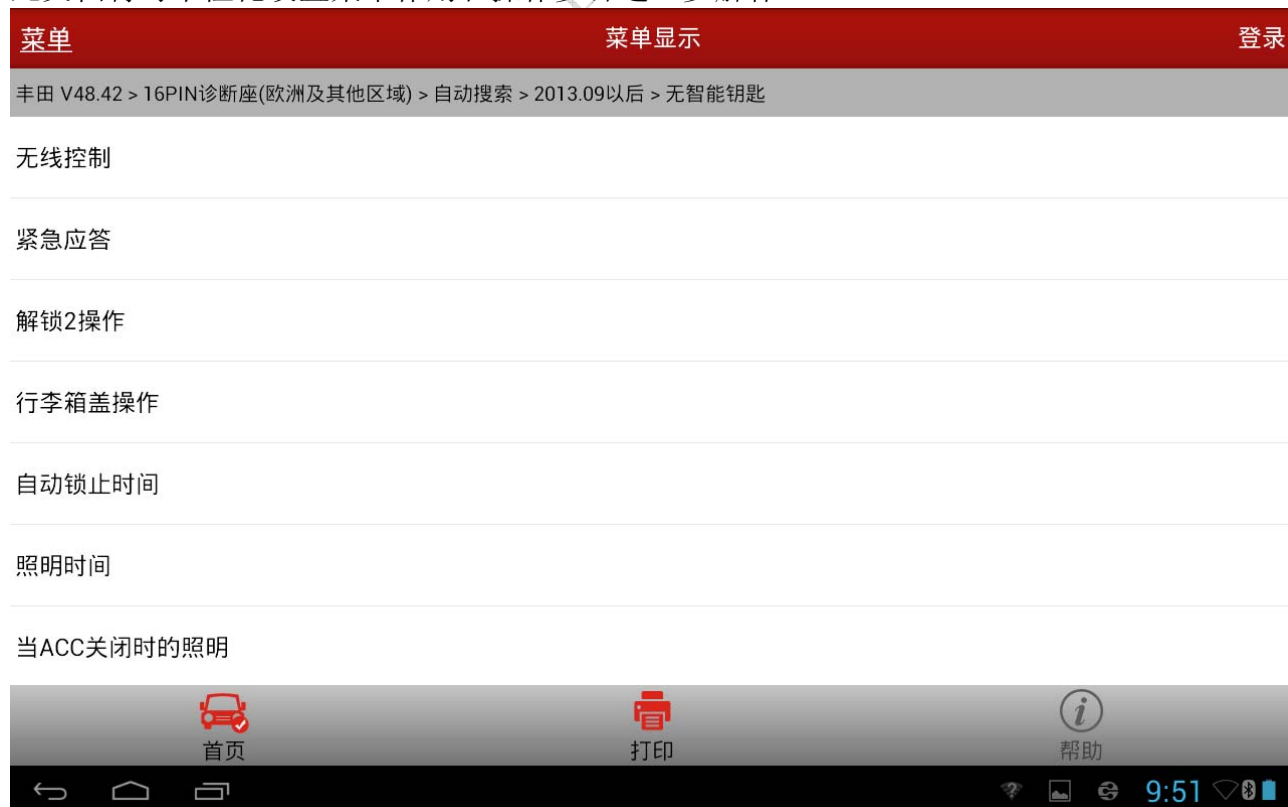 菜单
菜单显示
登录
丰田 V48.42 > 16PIN诊断座(欧洲及其他区域) > 自动搜索 > 2013.09以后 > 无智能钥匙
无线控制
紧急应答
解锁2操作
行李箱盖操作
自动锁止时间
照明时间
当ACC关闭时的照明
首页
打印
帮助
9:51